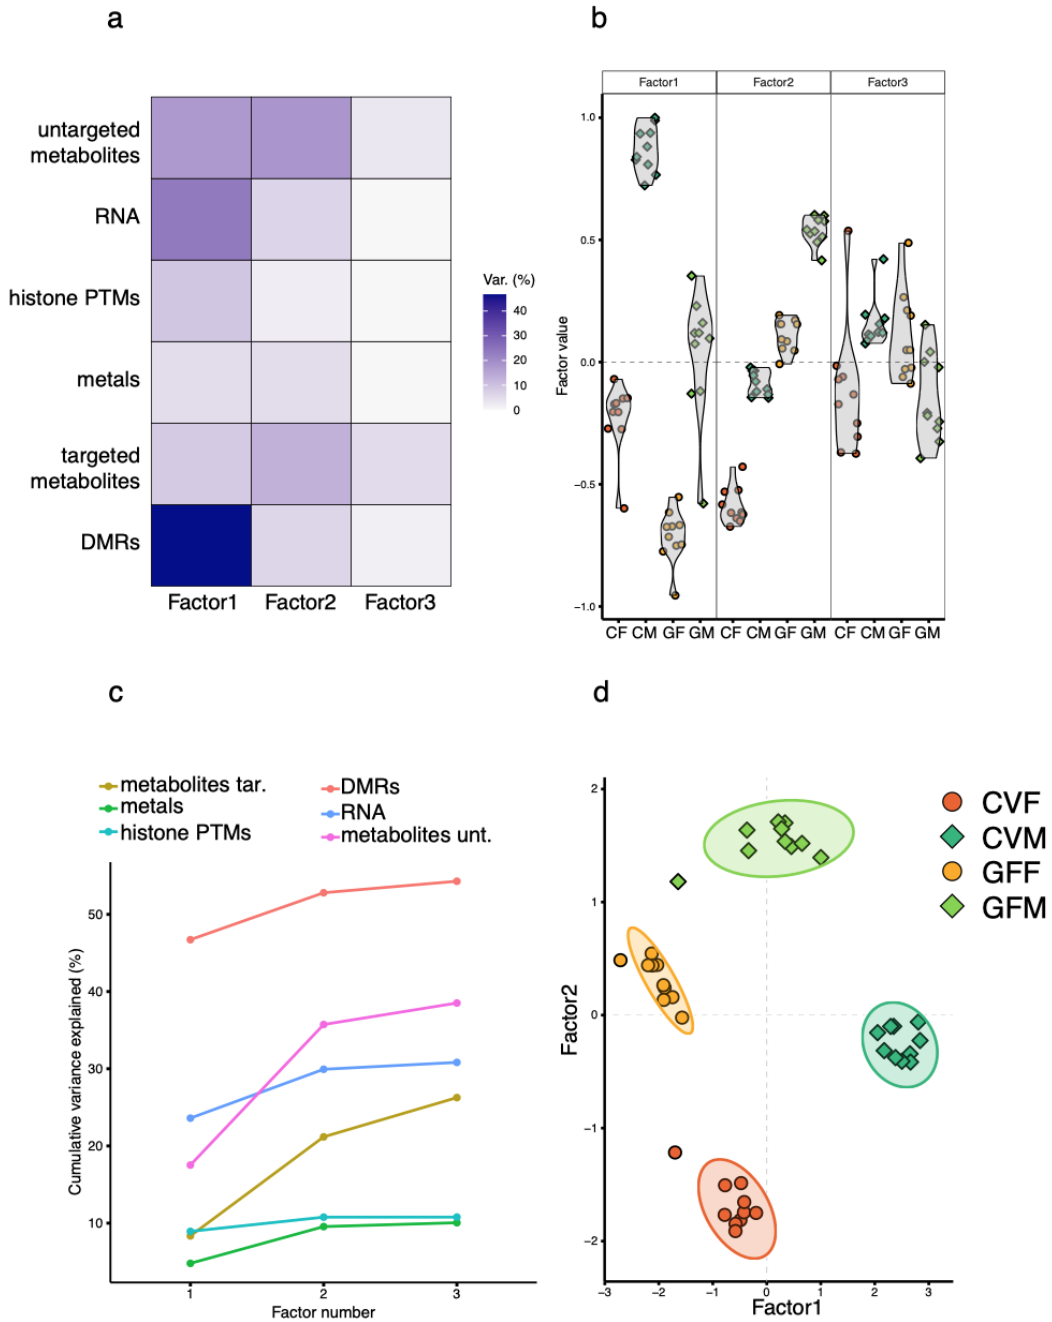 a
untargeted
metabolites
RNA
histone PTMs
metals
targeted
metabolites
DMRs
Factor1 Factor2 Factor3
Var. (%)
40
30
20
10
0
b
Factor1 Factor2 Factor3
Factor value
1.0
0.5
0.0
−0.5
−1.0
CF CM GF GM CF CM GF GM CF CM GF GM
c
metabolites tar.
metals
histone PTMs
DMRs
RNA
metabolites unt.
Cumulative variance explained (%)
50
40
30
20
10
1 2 3
Factor number
d
CVF
CVM
GFF
GFM
Factor2
2
1
0
−1
−2
−3 −2 −1 0 1 2 3
Factor1